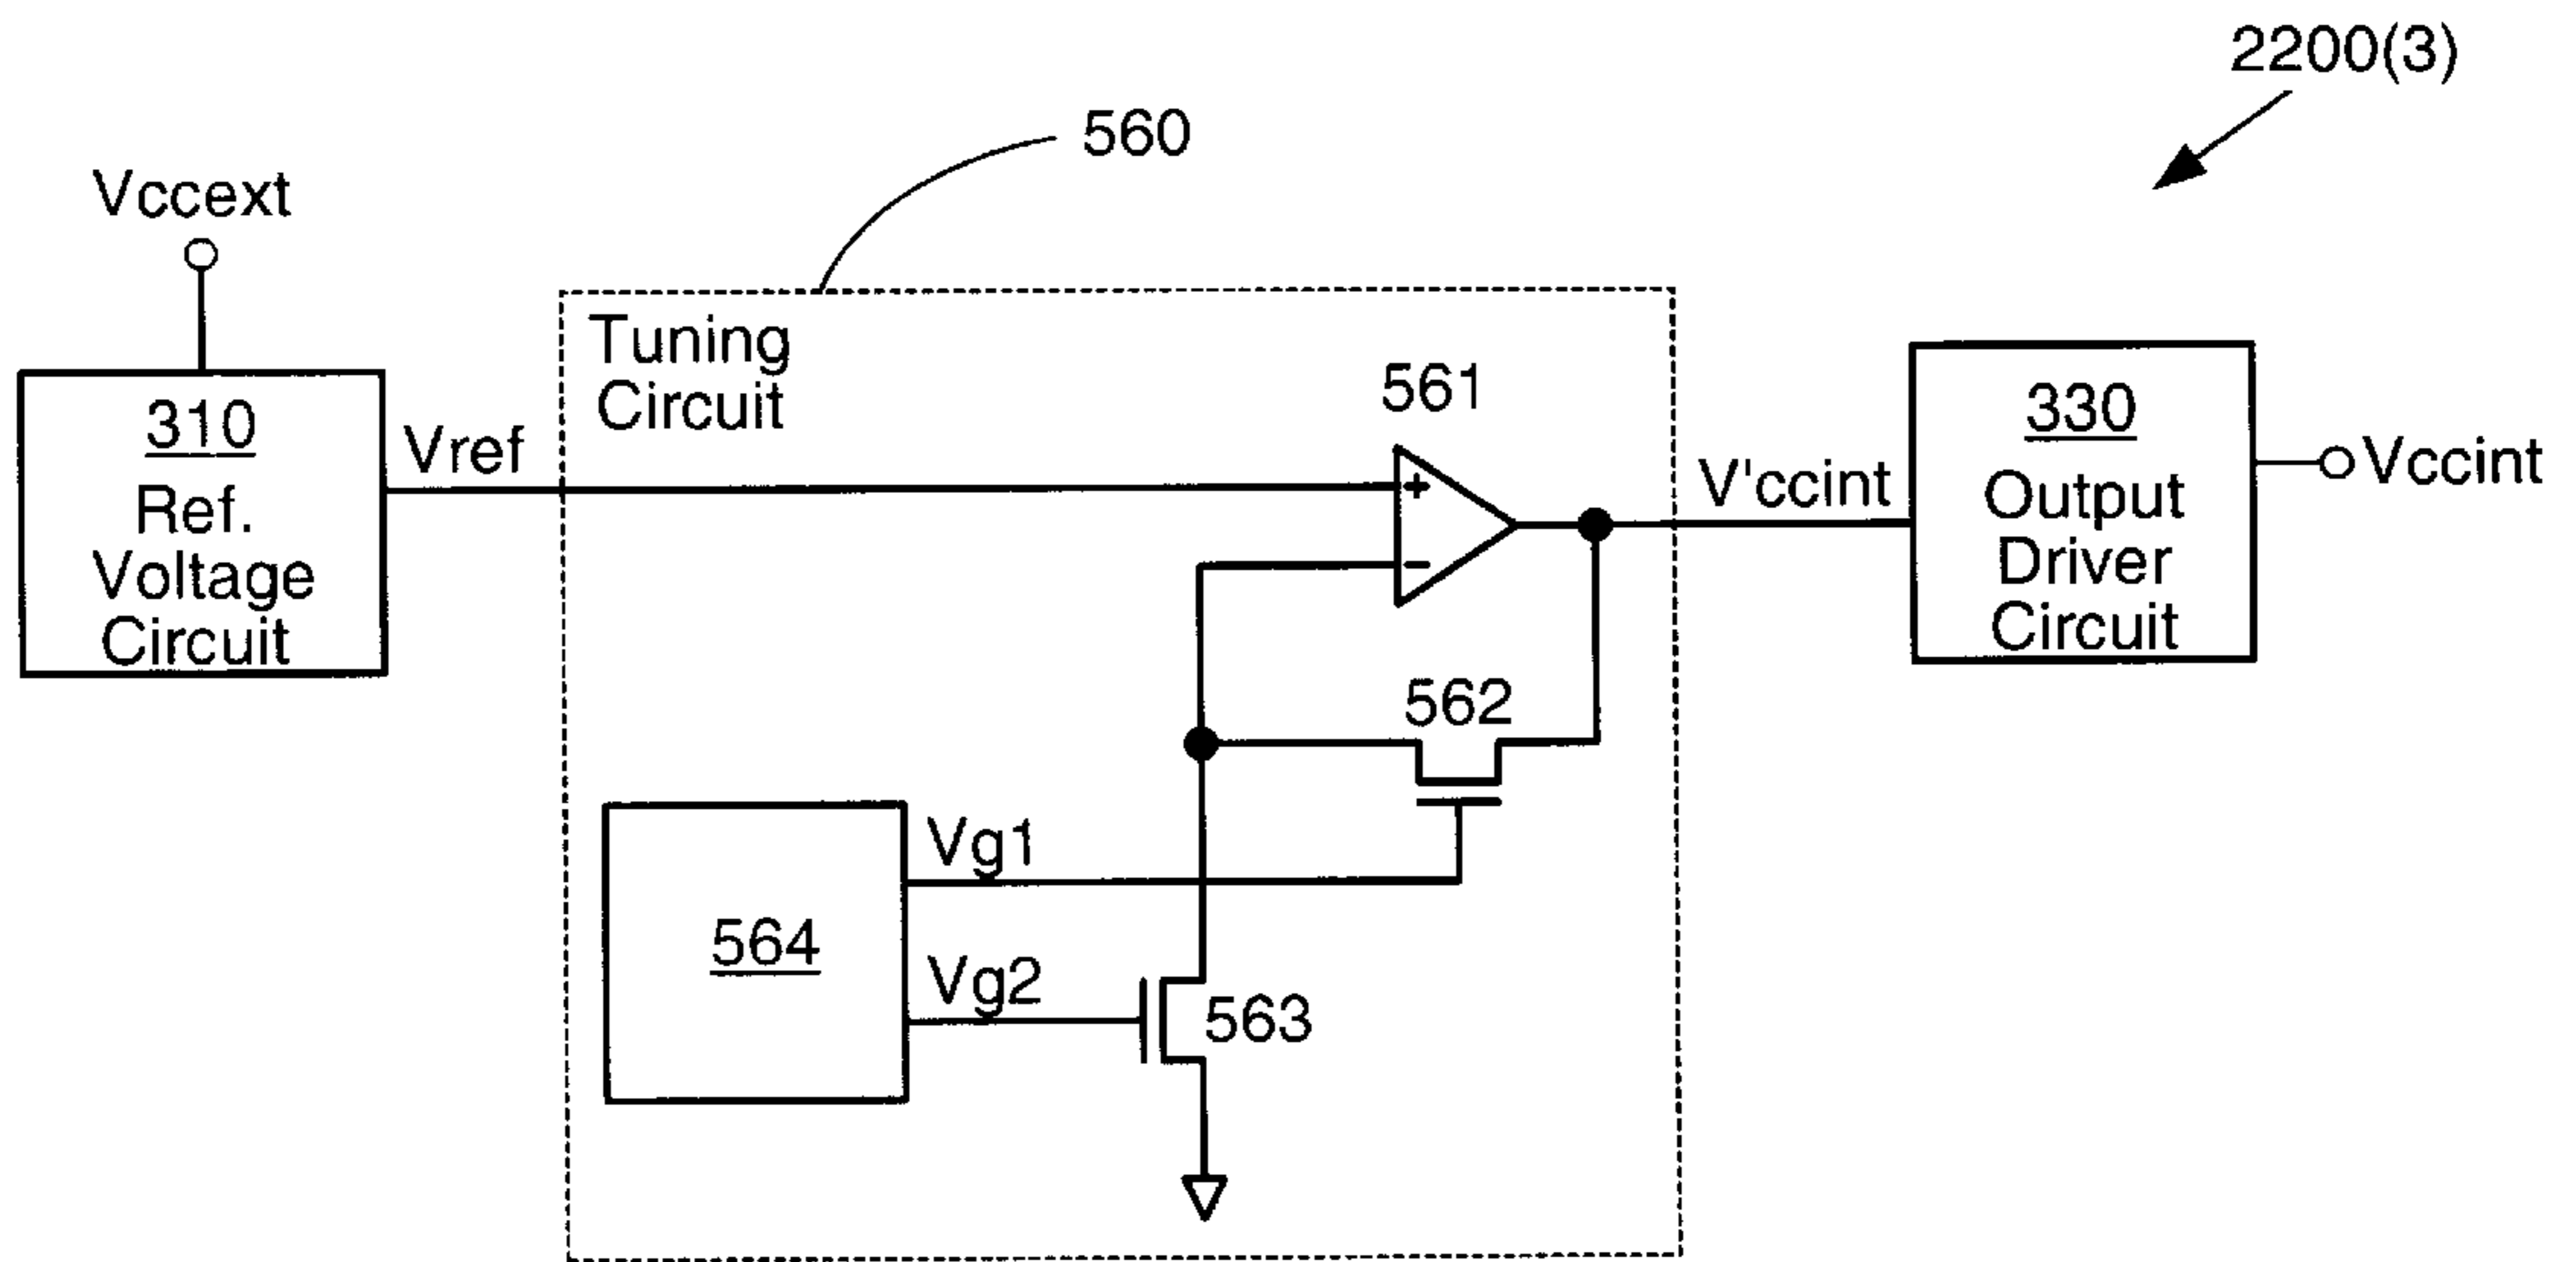 2200(3)
560
Vccext
Tuning
Circuit
561
310
Ref.
Voltage
Circuit
Vref
V'ccint
330
Output
Driver
Circuit
Vccint
+
−
562
Vg1
564
Vg2
563